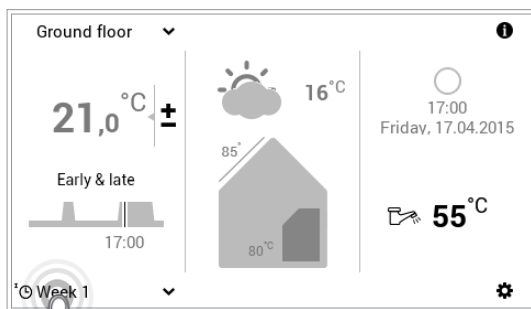 Ground floor
21,0°C ±
16°C
17:00
Friday, 17.04.2015
85°
Early & late
17:00
80°C
55°C
1 Week 1